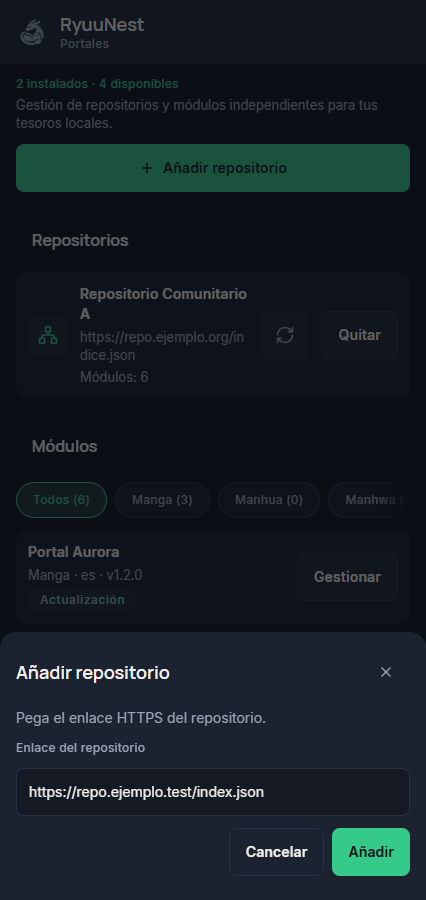 RyuuNest
Portales
2 instalados · 4 disponibles
Gestión de repositorios y módulos independientes para tus
tesoros locales.
+ Añadir repositorio
Repositorios
Repositorio Comunitario
A
https://repo.ejemplo.org/in
dice.json
Módulos: 6
Quitar
Módulos
Todos (6)
Manga (3)
Manhua (0)
Manhwa (
Portal Aurora
Manga · es · v1.2.0
Actualización
Gestionar
Añadir repositorio
Pega el enlace HTTPS del repositorio.
Enlace del repositorio
https://repo.ejemplo.test/index.json
Cancelar
Añadir